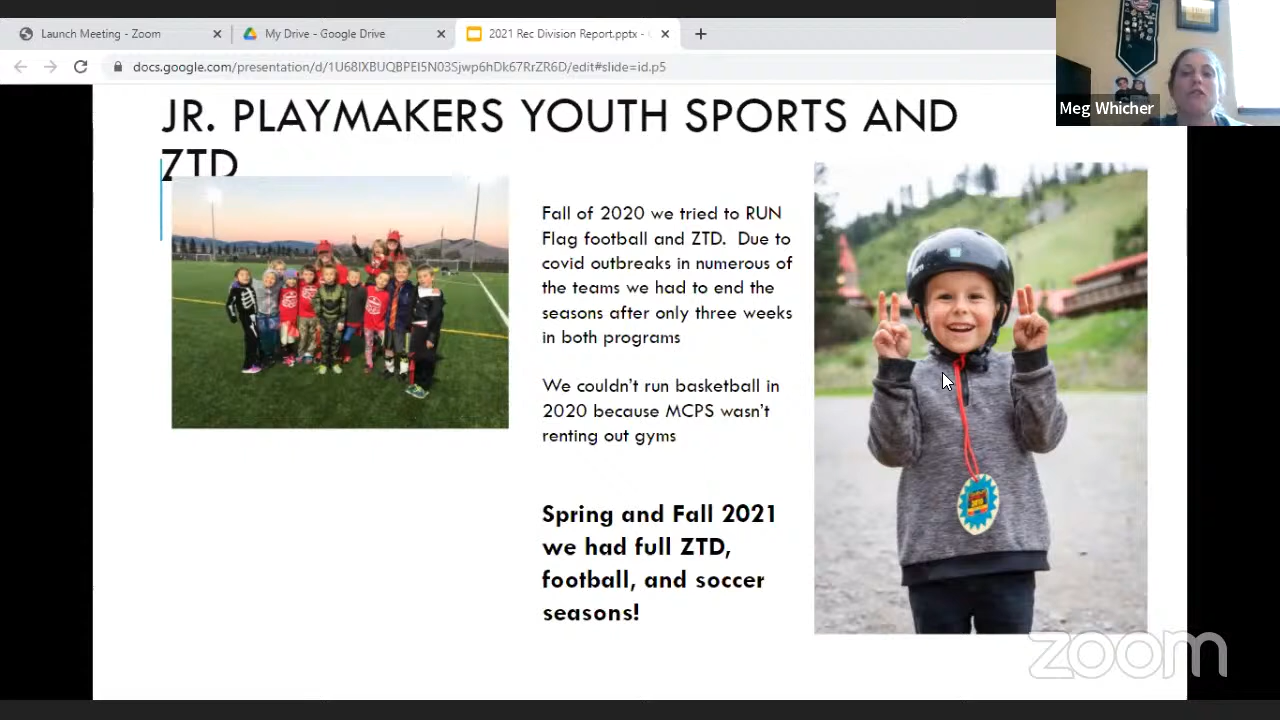 Launch Meeting - Zoom
My Drive - Google Drive
2021 Rec Division Report.pptx -
docs.google.com/presentation/d/1U68IXBUQBPEI5N03Sjwp6hDk67RrZR6D/edit#slide=id.p5
Meg Whicher
JR. PLAYMAKERS YOUTH SPORTS AND
ZTD
Fall of 2020 we tried to RUN
Flag football and ZTD. Due to
covid outbreaks in numerous of
the teams we had to end the
seasons after only three weeks
in both programs
We couldn't run basketball in
2020 because MCPS wasn't
renting out gyms
Spring and Fall 2021
we had full ZTD,
football, and soccer
seasons!
zoom